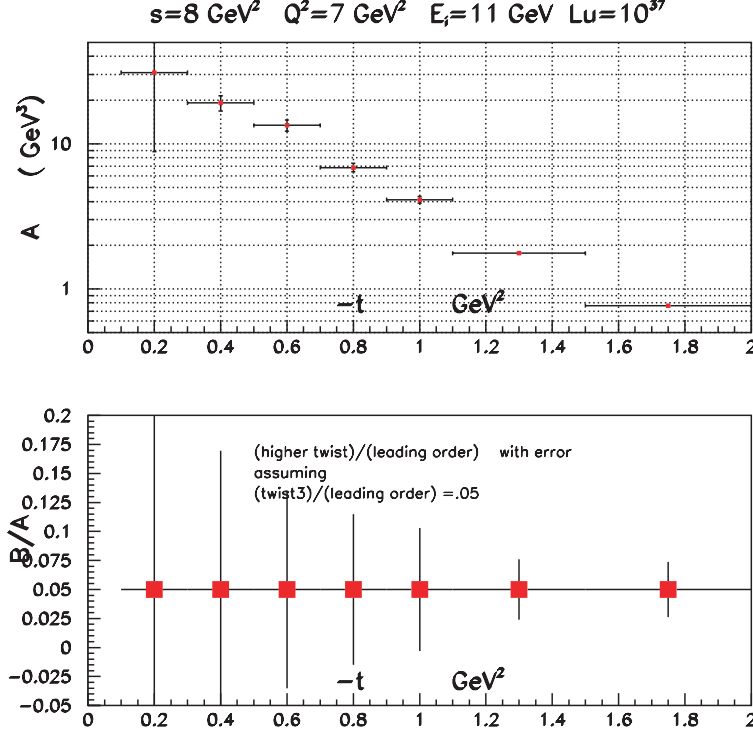 s=8 GeV² Q²=7 GeV² Eᵢ=11 GeV Lu=10³⁷
A ( GeV³)
10
1
−t GeV²
0 0.2 0.4 0.6 0.8 1 1.2 1.4 1.6 1.8 2
B/A
0.2
0.175
0.15
0.125
0.1
0.075
0.05
0.025
0
−0.025
−0.05
(higher twist)/(leading order) with error
assuming
(twist3)/(leading order) =.05
−t GeV²
0 0.2 0.4 0.6 0.8 1 1.2 1.4 1.6 1.8 2